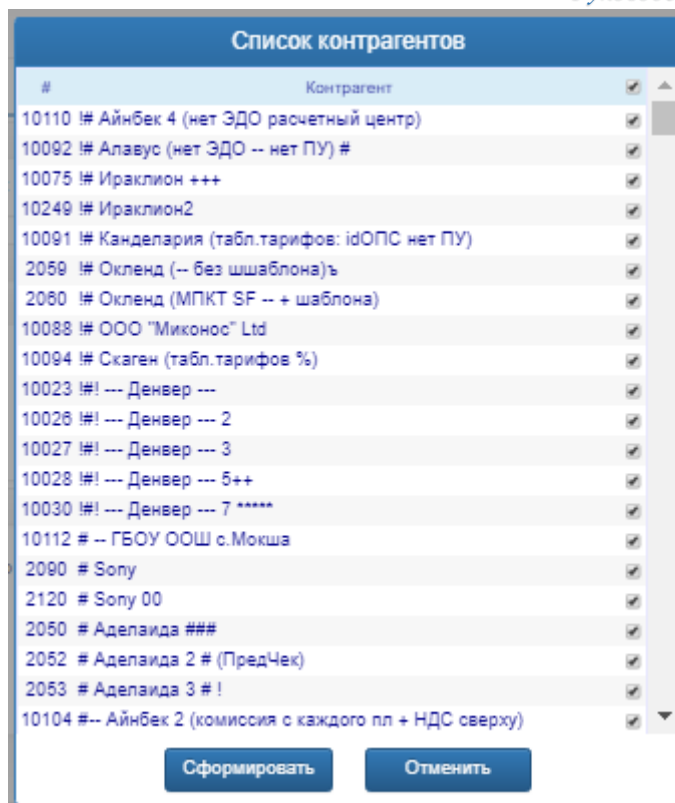 Список контрагентов
# Контрагент
10110 !# Айнбек 4 (нет ЭДО расчетный центр)
10092 !# Алавус (нет ЭДО -- нет ПУ) #
10075 !# Ираклион +++
10249 !# Ираклион2
10091 !# Канделария (табл.тарифов: idОПС нет ПУ)
2059 !# Окленд (-- без шшаблона)ъ
2060 !# Окленд (МПКТ SF -- + шаблона)
10088 !# ООО "Миконос" Ltd
10094 !# Скаген (табл.тарифов %)
10023 !#! --- Денвер ---
10026 !#! --- Денвер --- 2
10027 !#! --- Денвер --- 3
10028 !#! --- Денвер --- 5++
10030 !#! --- Денвер --- 7 *****
10112 # -- ГБОУ ООШ с.Мокша
2090 # Sony
2120 # Sony 00
2050 # Аделаида ###
2052 # Аделаида 2 # (ПредЧек)
2053 # Аделаида 3 # !
10104 #-- Айнбек 2 (комиссия с каждого пл + НДС сверху)
Сформировать Отменить